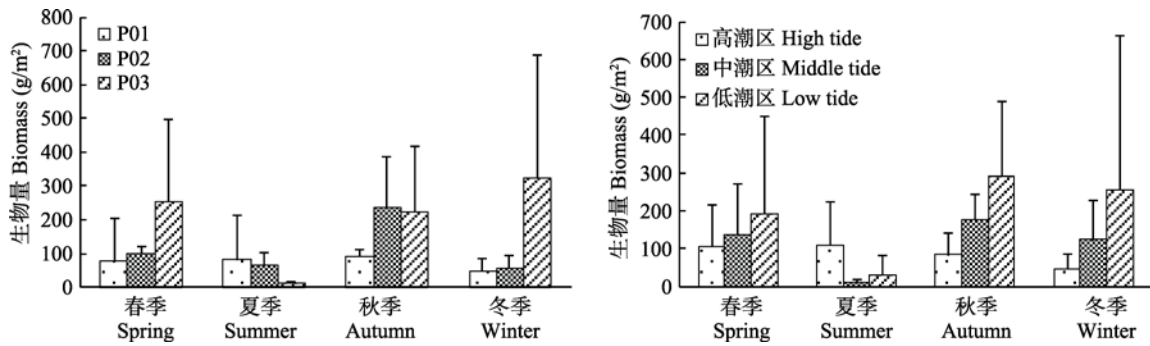 800
700
600
500
400
300
200
100
0
生物量 Biomass (g/m²)
P01
P02
P03
春季
Spring
夏季
Summer
秋季
Autumn
冬季
Winter
700
600
500
400
300
200
100
0
生物量 Biomass (g/m²)
高潮区 High tide
中潮区 Middle tide
低潮区 Low tide
春季
Spring
夏季
Summer
秋季
Autumn
冬季
Winter